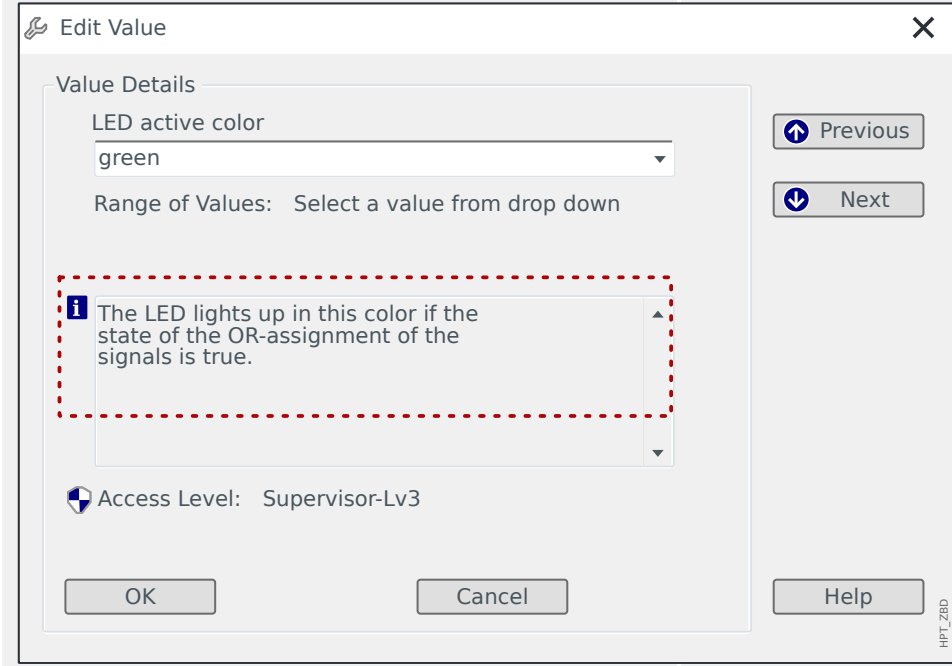 Edit Value
Value Details
LED active color
green
Range of Values: Select a value from drop down
i
The LED lights up in this color if the
state of the OR-assignment of the
signals is true.
Access Level: Supervisor-Lv3
OK
Cancel
Previous
Next
Help
HPT_ZBD